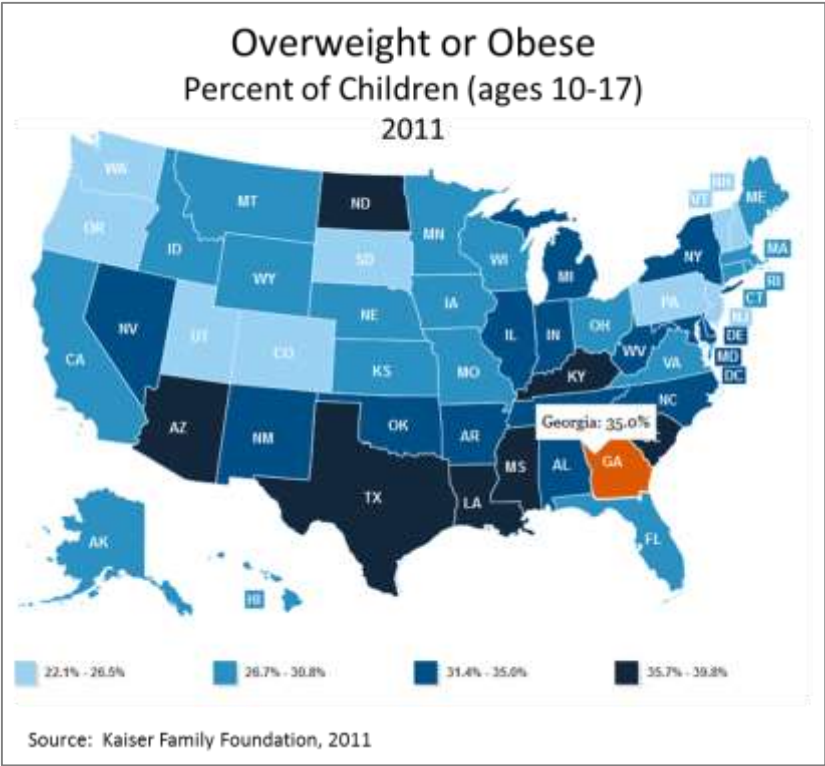 Overweight or Obese
Percent of Children (ages 10-17)
2011
WA
MT
ND
MN
OR
ID
SD
WI
WY
MI
NY
VT
NH
ME
MA
RI
CT
NJ
DE
MD
DC
PA
NV
UT
CO
NE
IA
IL
IN
OH
WV
VA
CA
KS
MO
KY
NC
AZ
NM
OK
AR
Georgia: 35.0%
MS
AL
GA
TX
LA
FL
AK
HI
22.1% - 26.5%
26.7% - 30.8%
31.4% - 35.0%
35.7% - 39.8%
Source: Kaiser Family Foundation, 2011